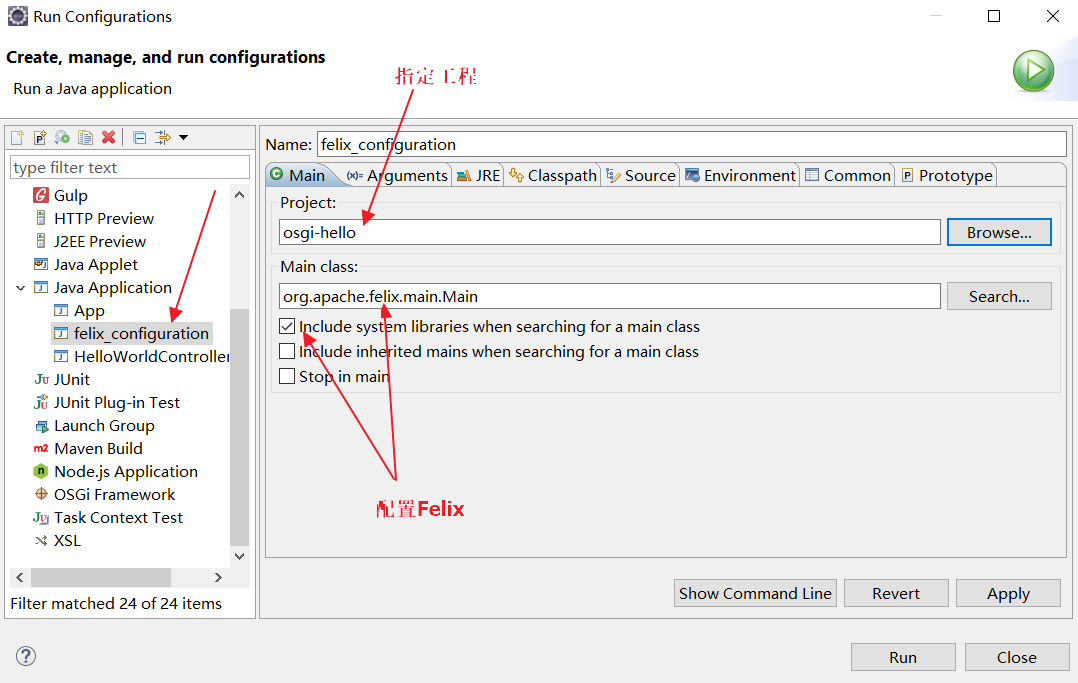 Run Configurations
Create, manage, and run configurations
Run a Java application
指定工程
type filter text
Gulp
HTTP Preview
J2EE Preview
Java Applet
Java Application
App
felix_configuration
HelloWorldController
JUnit
JUnit Plug-in Test
Launch Group
Maven Build
Node.js Application
OSGi Framework
Task Context Test
XSL
Filter matched 24 of 24 items
Name: felix_configuration
Main (x)= Arguments JRE Classpath Source Environment Common Prototype
Project:
osgi-hello Browse...
Main class:
org.apache.felix.main.Main Search...
Include system libraries when searching for a main class
Include inherited mains when searching for a main class
Stop in main
配置Felix
Show Command Line Revert Apply
Run Close